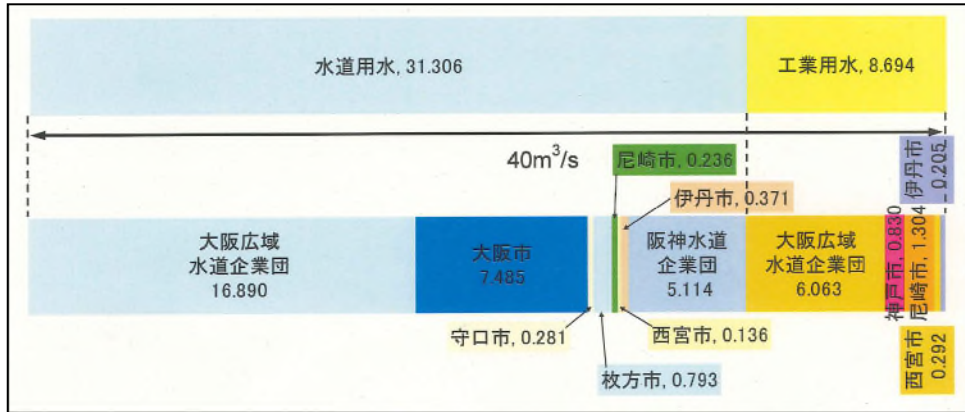 水道用水, 31.306
工業用水, 8.694
40m³/s
尼崎市, 0.236
伊丹市
0.205
伊丹市, 0.371
大阪広域
水道企業団
16.890
大阪市
7.485
阪神水道
企業団
5.114
大阪広域
水道企業団
6.063
神戸市, 0.830
尼崎市, 1.304
守口市, 0.281
西宮市, 0.136
枚方市, 0.793
西宮市
0.292